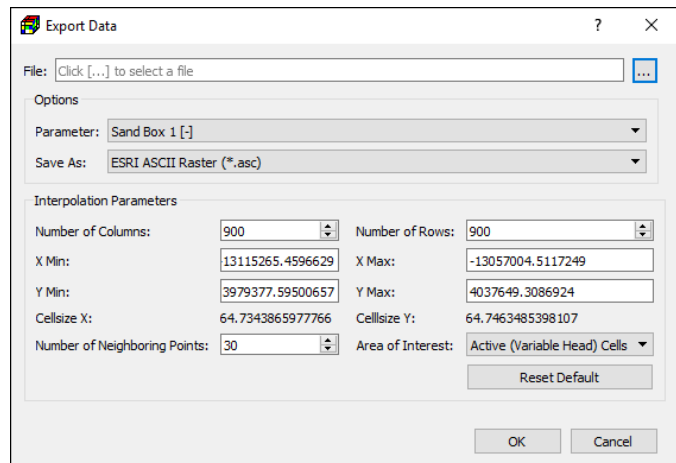 Export Data ? ×
File: Click [...] to select a file ...
Options
Parameter: Sand Box 1 [-]
Save As: ESRI ASCII Raster (*.asc)
Interpolation Parameters
Number of Columns: 900 Number of Rows: 900
X Min: 13115265.4596629 X Max: -13057004.5117249
Y Min: 3979377.59500657 Y Max: 4037649.3086924
Cellsize X: 64.7343865977766 Celllsize Y: 64.7463485398107
Number of Neighboring Points: 30 Area of Interest: Active (Variable Head) Cells
Reset Default
OK Cancel